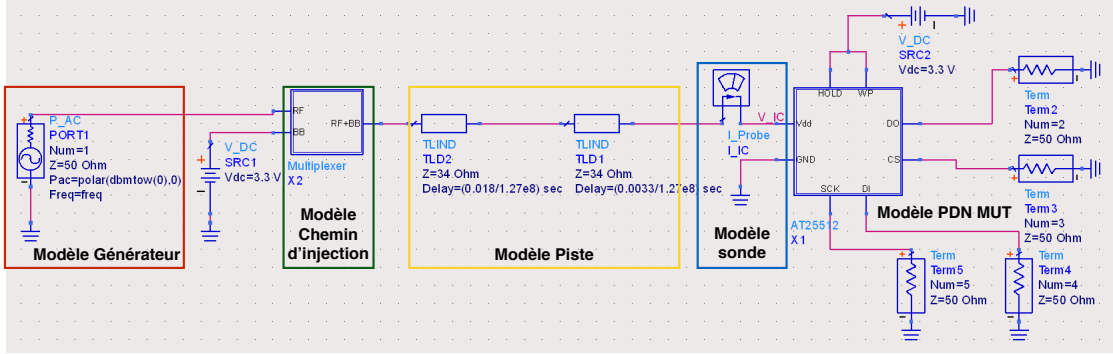 P_AC
PORT1
Num=1
Z=50 Ohm
Pac=polar(dbmtow(0),0)
Freq=freq
Modèle Générateur
V_DC
SRC1
Vdc=3.3 V
RF
BB
RF+BB
Multiplexer
X2
Modèle
Chemin
d'injection
TLIND
TLD2
Z=34 Ohm
Delay=(0.018/1.27e8) sec
TLIND
TLD1
Z=34 Ohm
Delay=(0.0033/1.27e8) sec
Modèle Piste
I_Probe
I_IC
V_IC
Modèle
sonde
V_DC
SRC2
Vdc=3.3 V
HOLD
WP
Vdd
GND
DO
CS
SCK
DI
AT25512
X1
Modèle PDN MUT
Term
Term2
Num=2
Z=50 Ohm
Term
Term3
Num=3
Z=50 Ohm
Term
Term5
Num=5
Z=50 Ohm
Term
Term4
Num=4
Z=50 Ohm